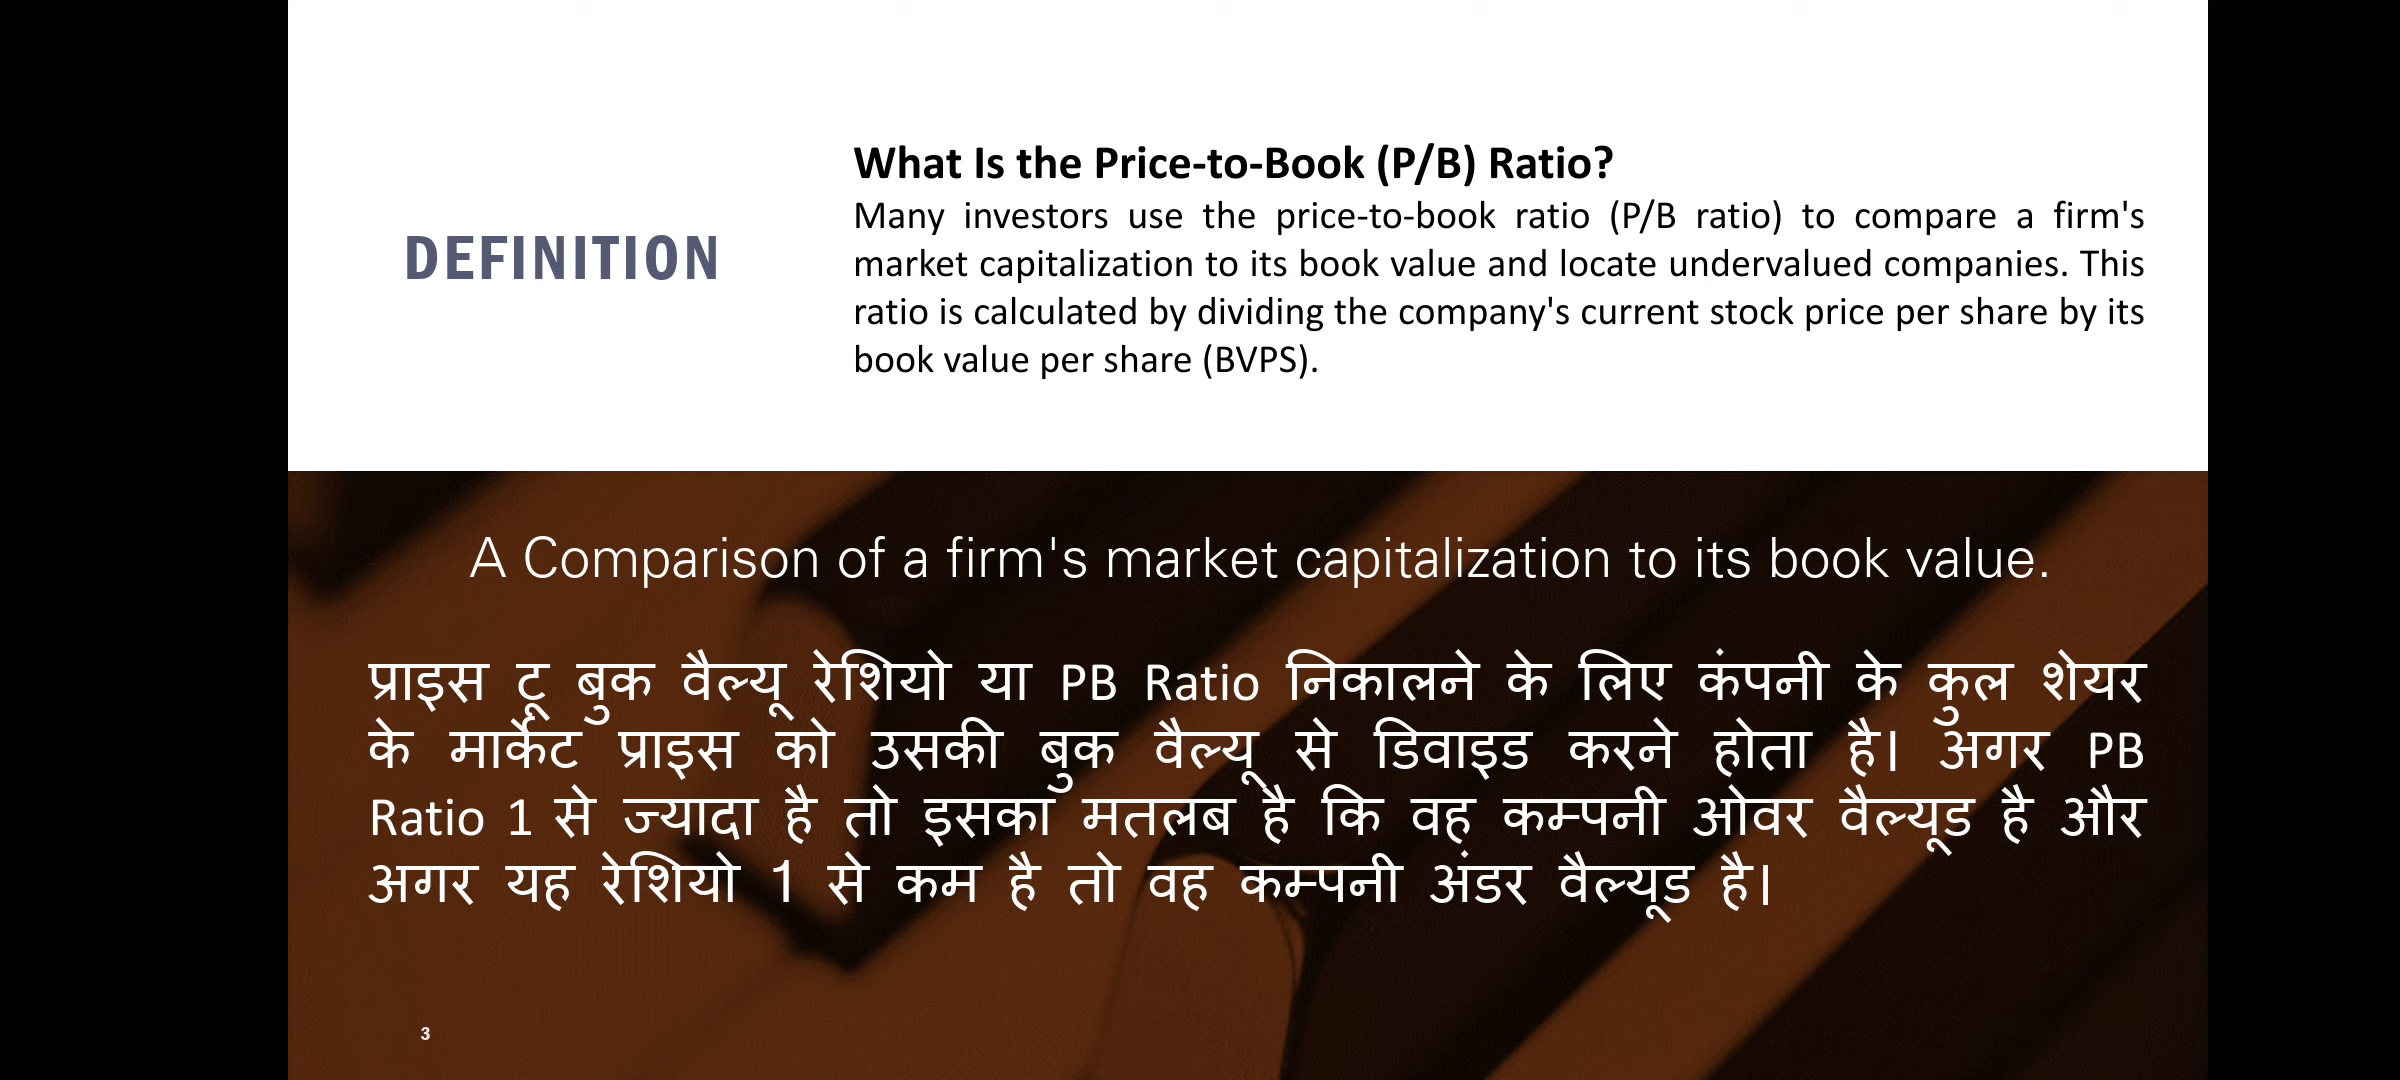 What Is the Price-to-Book (P/B) Ratio?
DEFINITION
Many investors use the price-to-book ratio (P/B ratio) to compare a firm's
market capitalization to its book value and locate undervalued companies. This
ratio is calculated by dividing the company's current stock price per share by its
book value per share (BVPS).
A Comparison of a firm's market capitalization to its book value.
प्राइस टू बुक वैल्यू रेशियो या PB Ratio निकालने के लिए कंपनी के कुल शेयर
के मार्केट प्राइस को उसकी बुक वैल्यू से डिवाइड करने होता है। अगर PB
Ratio 1 से ज्यादा है तो इसका मतलब है कि वह कम्पनी ओवर वैल्यूड है और
अगर यह रेशियो 1 से कम है तो वह कम्पनी अंडर वैल्यूड है।
3